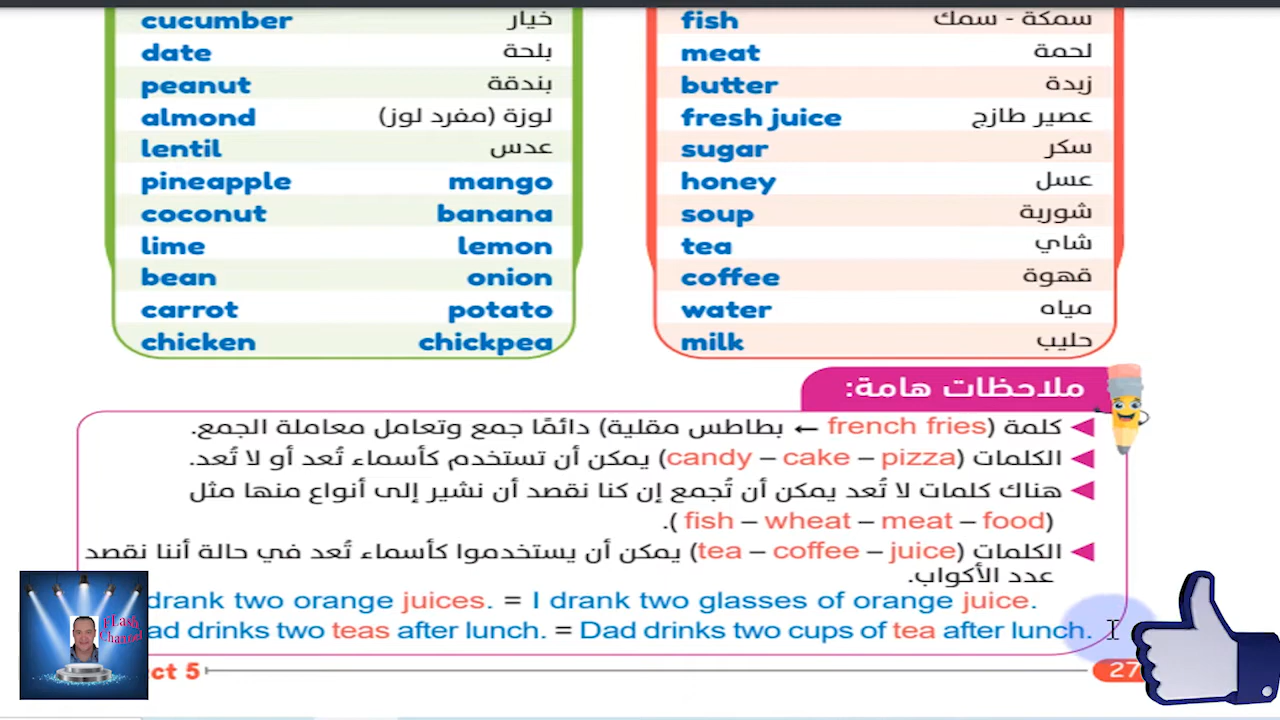 cucumber خيار
date بلحة
peanut بندقة
almond لوزة (مفرد لوز)
lentil عدس
pineapple mango
coconut banana
lime lemon
bean onion
carrot potato
chicken chickpea
fish سمكة - سمك
meat لحمة
butter زبدة
fresh juice عصير طازج
sugar سكر
honey عسل
soup شوربة
tea شاي
coffee قهوة
water مياه
milk حليب
ملاحظات هامة:
كلمة (french fries ← بطاطس مقلية) دائمًا جمع وتعامل معاملة الجمع.
الكلمات (candy – cake – pizza) يمكن أن تستخدم كأسماء تُعد أو لا تُعد.
هناك كلمات لا تُعد يمكن أن تُجمع إن كنا نقصد أن نشير إلى أنواع منها مثل
(fish – wheat – meat – food).
الكلمات (tea – coffee – juice) يمكن أن يستخدموا كأسماء تُعد في حالة أننا نقصد
عدد الأكواب.
drank two orange juices. = I drank two glasses of orange juice.
ad drinks two teas after lunch. = Dad drinks two cups of tea after lunch.
FLash
Channel
ct 5
27